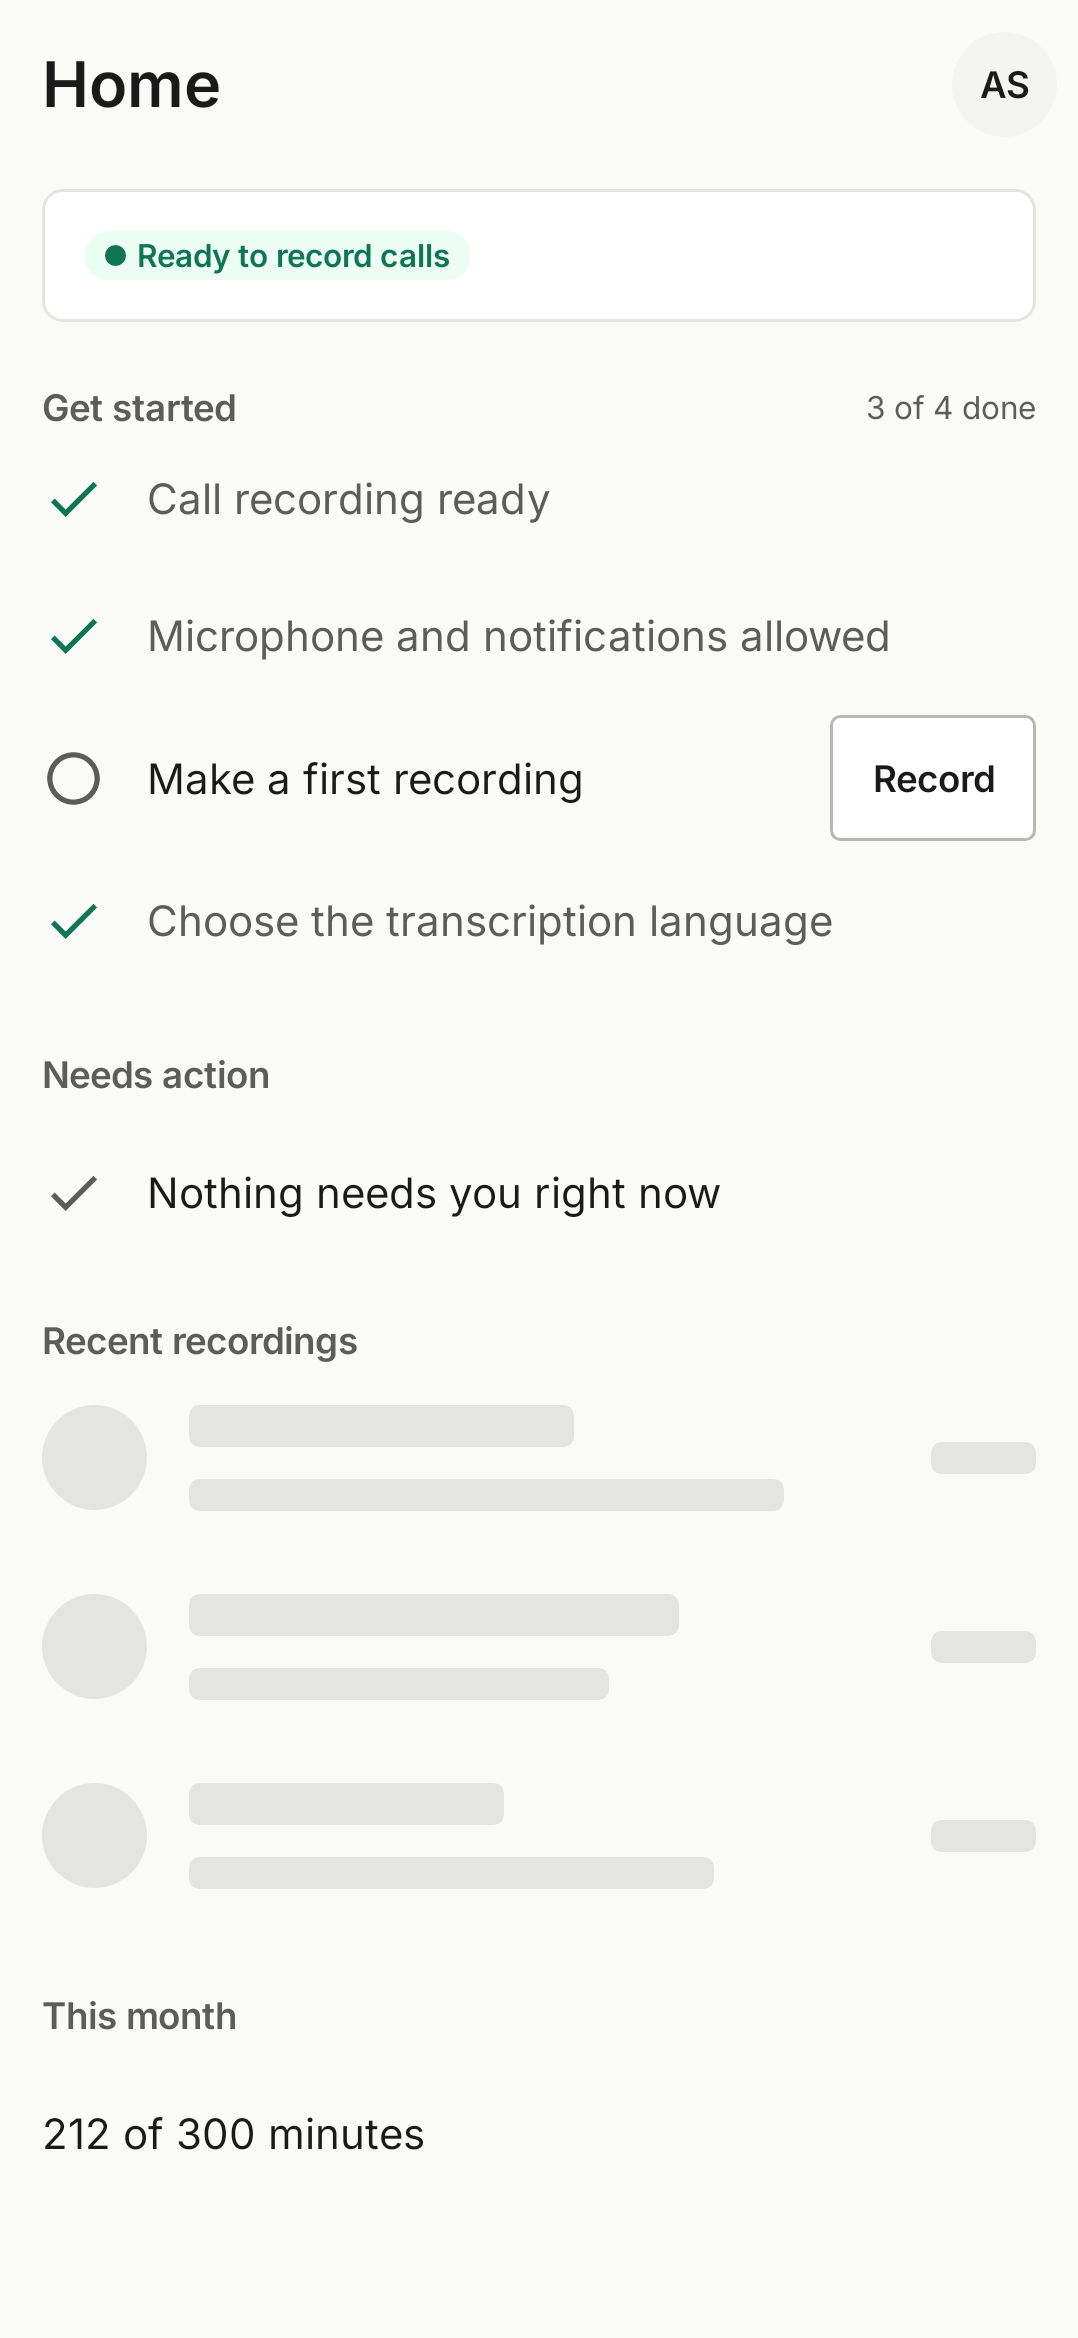 Home
AS
Ready to record calls
Get started
3 of 4 done
Call recording ready
Microphone and notifications allowed
Make a first recording
Record
Choose the transcription language
Needs action
Nothing needs you right now
Recent recordings
This month
212 of 300 minutes